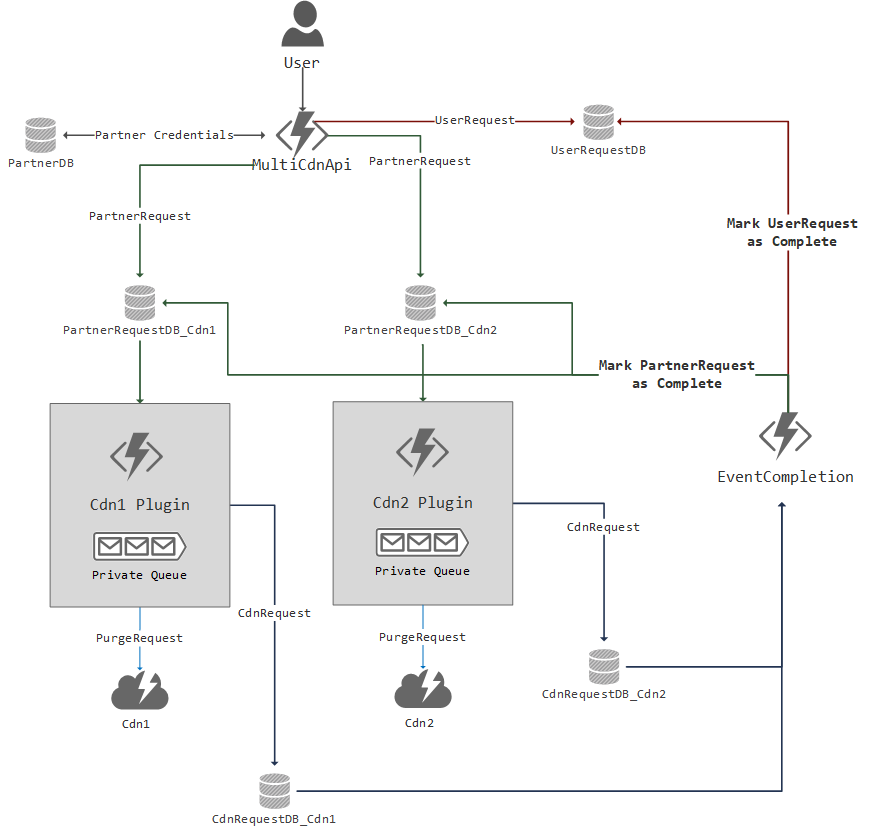 User
Partner Credentials
UserRequest
PartnerDB
MultiCdnApi
PartnerRequest
UserRequestDB
PartnerRequest
Mark UserRequest
as Complete
PartnerRequestDB_Cdn1
PartnerRequestDB_Cdn2
Mark PartnerRequest
as Complete
EventCompletion
Cdn1 Plugin
Cdn2 Plugin
CdnRequest
Private Queue
Private Queue
CdnRequest
PurgeRequest
PurgeRequest
CdnRequestDB_Cdn2
Cdn1
Cdn2
CdnRequestDB_Cdn1